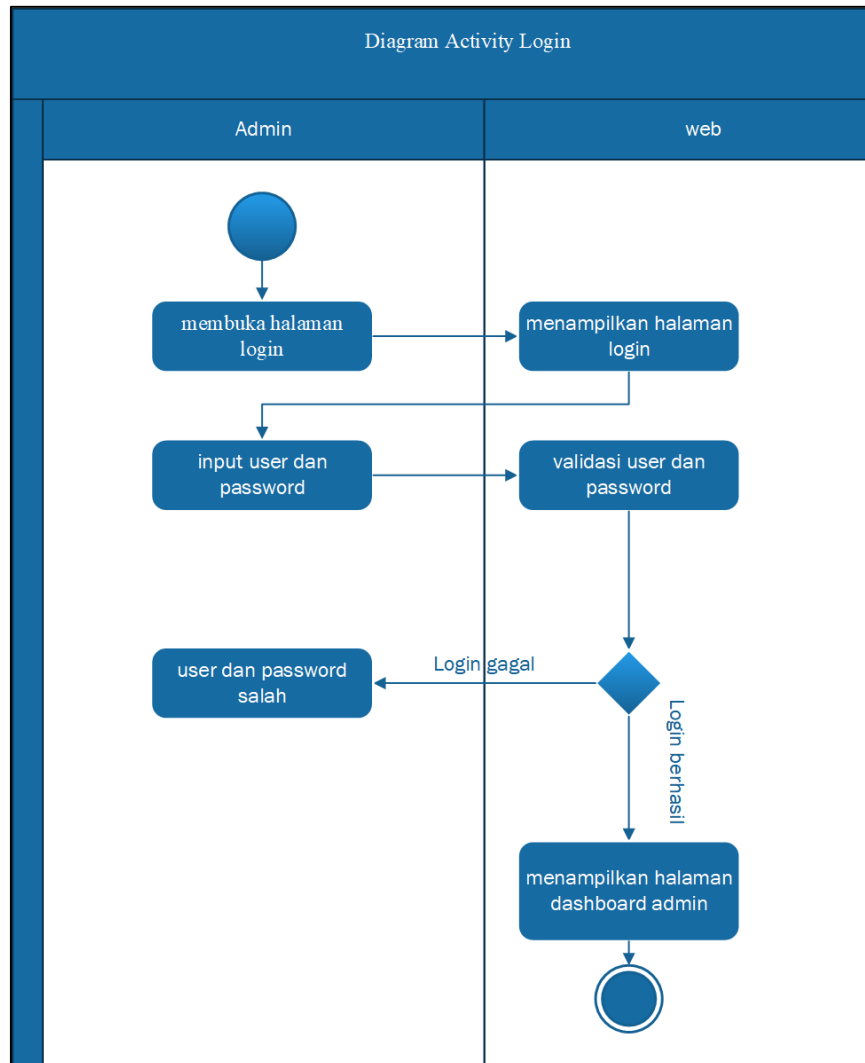 Diagram Activity Login
Admin
web
membuka halaman
login
menampilkan halaman
login
input user dan
password
validasi user dan
password
user dan password
salah
Login gagal
Login berhasil
menampilkan halaman
dashboard admin